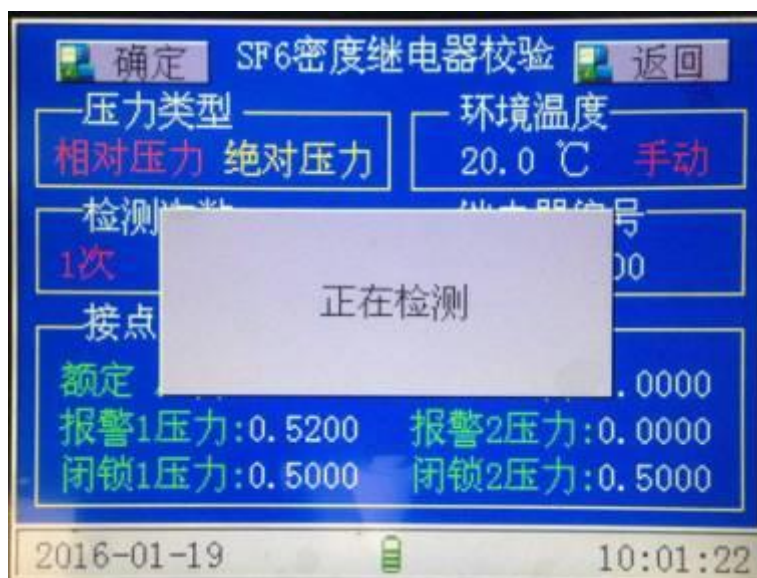 确定 SF6密度继电器校验 返回
压力类型 环境温度
相对压力 绝对压力 20.0 ℃ 手动
检测 号
1次 00
正在检测
接点
额定 .0000
报警1压力:0.5200 报警2压力:0.0000
闭锁1压力:0.5000 闭锁2压力:0.5000
2016-01-19 10:01:22